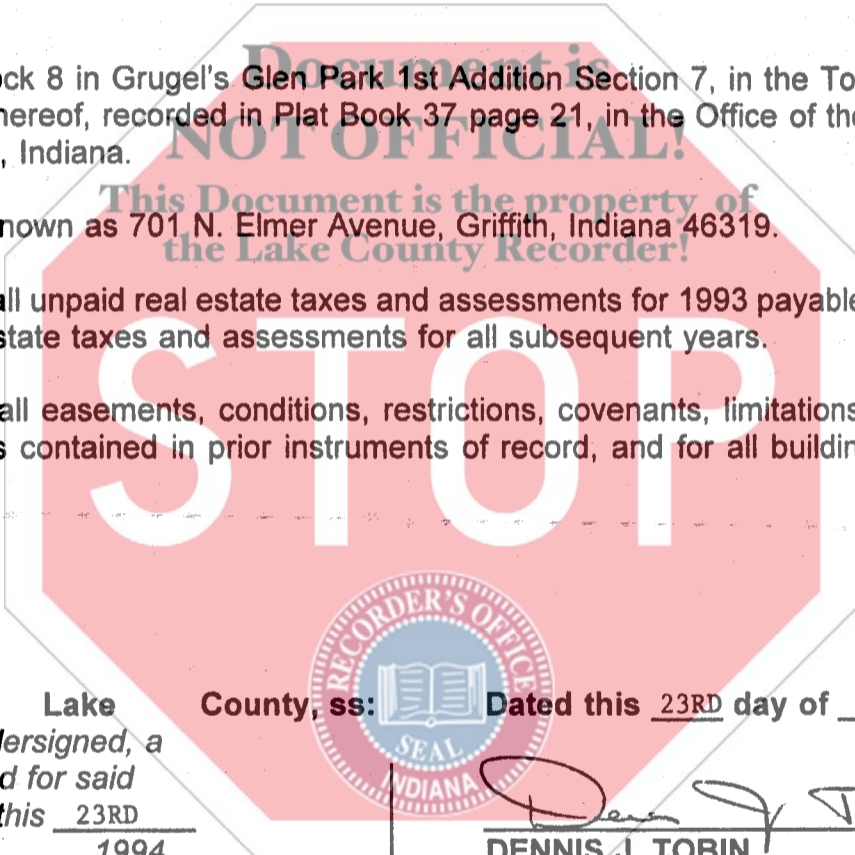 Document is
ck 8 in Grugel's Glen Park 1st Addition Section 7, in the To
hereof, recorded in Plat Book 37 page 21, in the Office of the
NOT OFFICIAL!
, Indiana.
This Document is the property of
nown as 701 N. Elmer Avenue, Griffith, Indiana 46319.
the Lake County Recorder!
all unpaid real estate taxes and assessments for 1993 payable
state taxes and assessments for all subsequent years.
STOP
all easements, conditions, restrictions, covenants, limitations
s contained in prior instruments of record, and for all buildin
RECORDER'S OFFICE
SEAL
INDIANA
Lake County, ss: Dated this 23RD day of
dersigned, a
d for said
this 23RD
1994
DENNIS J. TOBIN